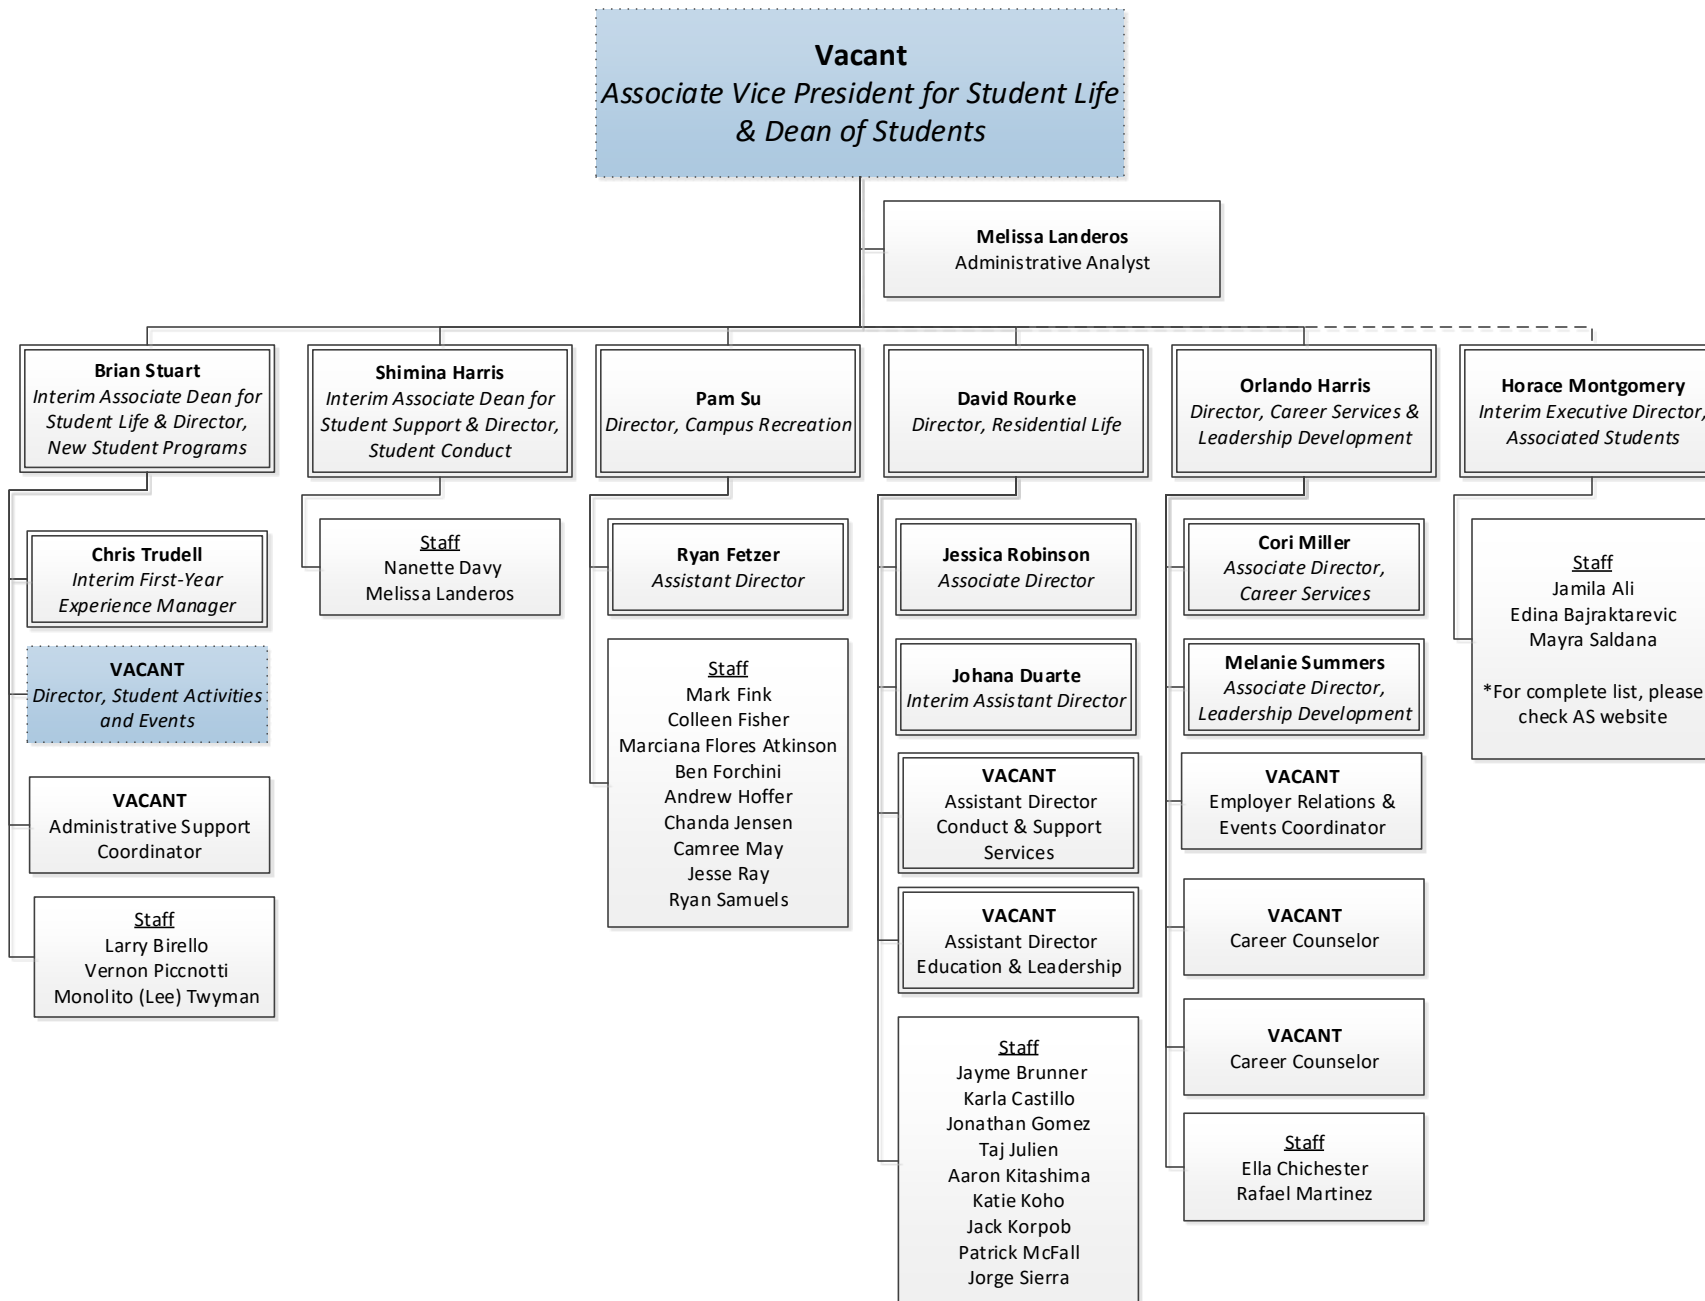 Vacant
Associate Vice President for Student Life
& Dean of Students
Melissa Landeros
Administrative Analyst
Brian Stuart
Interim Associate Dean for
Student Life & Director,
New Student Programs
Shimina Harris
Interim Associate Dean for
Student Support & Director,
Student Conduct
Pam Su
Director, Campus Recreation
David Rourke
Director, Residential Life
Orlando Harris
Director, Career Services &
Leadership Development
Horace Montgomery
Interim Executive Director,
Associated Students
Chris Trudell
Interim First-Year
Experience Manager
VACANT
Director, Student Activities
and Events
VACANT
Administrative Support
Coordinator
Staff
Larry Birello
Vernon Piccnotti
Monolito (Lee) Twyman
Staff
Nanette Davy
Melissa Landeros
Ryan Fetzer
Assistant Director
Staff
Mark Fink
Colleen Fisher
Marciana Flores Atkinson
Ben Forchini
Andrew Hoffer
Chanda Jensen
Camree May
Jesse Ray
Ryan Samuels
Jessica Robinson
Associate Director
Johana Duarte
Interim Assistant Director
VACANT
Assistant Director
Conduct & Support
Services
VACANT
Assistant Director
Education & Leadership
Staff
Jayme Brunner
Karla Castillo
Jonathan Gomez
Taj Julien
Aaron Kitashima
Katie Koho
Jack Korpob
Patrick McFall
Jorge Sierra
Cori Miller
Associate Director,
Career Services
Melanie Summers
Associate Director,
Leadership Development
VACANT
Employer Relations &
Events Coordinator
VACANT
Career Counselor
VACANT
Career Counselor
Staff
Ella Chichester
Rafael Martinez
Staff
Jamila Ali
Edina Bajraktarevic
Mayra Saldana
*For complete list, please
check AS website